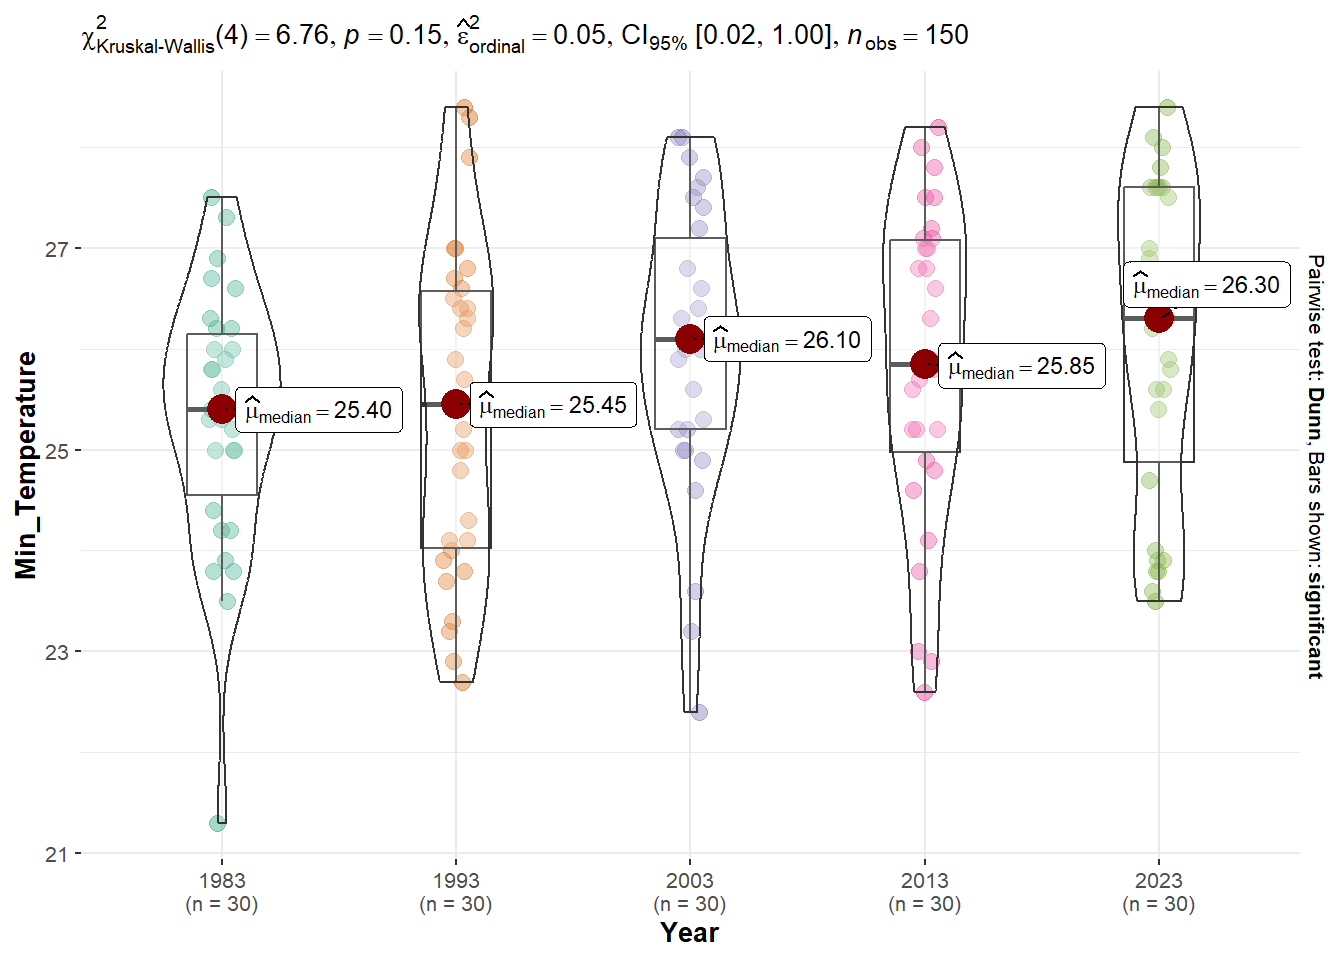 χ²Kruskal-Wallis(4) = 6.76, p = 0.15, ε̂²ordinal = 0.05, CI95% [0.02, 1.00], nobs = 150
Min_Temperature
27
25
23
21
μ̂median = 25.40
μ̂median = 25.45
μ̂median = 26.10
μ̂median = 25.85
μ̂median = 26.30
Pairwise test: Dunn, Bars shown: significant
1983
(n = 30)
1993
(n = 30)
2003
(n = 30)
2013
(n = 30)
2023
(n = 30)
Year